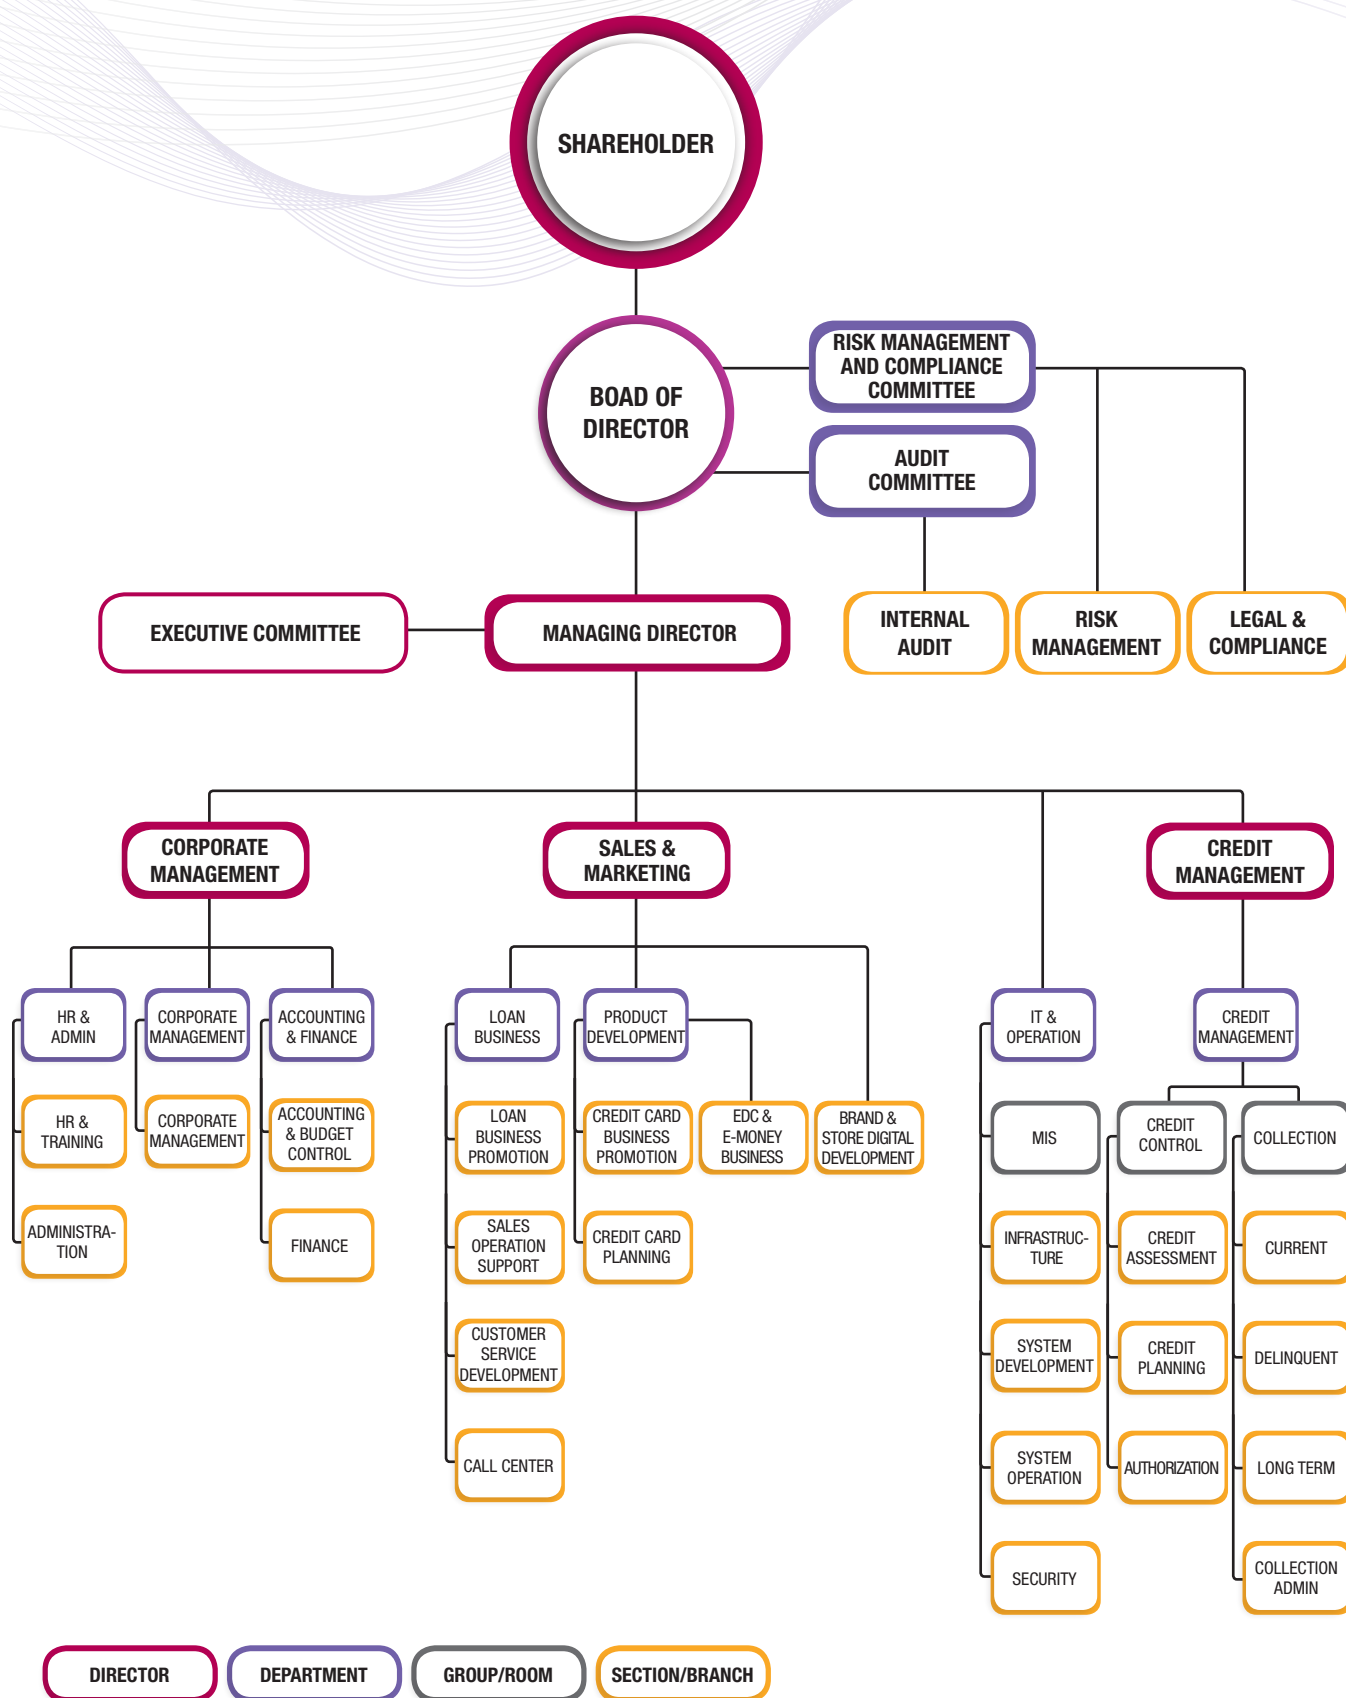 SHAREHOLDER
BOAD OF
DIRECTOR
RISK MANAGEMENT
AND COMPLIANCE
COMMITTEE
AUDIT
COMMITTEE
EXECUTIVE COMMITTEE
MANAGING DIRECTOR
INTERNAL
AUDIT
RISK
MANAGEMENT
LEGAL &
COMPLIANCE
CORPORATE
MANAGEMENT
SALES &
MARKETING
CREDIT
MANAGEMENT
HR &
ADMIN
CORPORATE
MANAGEMENT
ACCOUNTING
& FINANCE
LOAN
BUSINESS
PRODUCT
DEVELOPMENT
IT &
OPERATION
CREDIT
MANAGEMENT
HR &
TRAINING
CORPORATE
MANAGEMENT
ACCOUNTING
& BUDGET
CONTROL
LOAN
BUSINESS
PROMOTION
CREDIT CARD
BUSINESS
PROMOTION
EDC &
E-MONEY
BUSINESS
BRAND &
STORE DIGITAL
DEVELOPMENT
MIS
CREDIT
CONTROL
COLLECTION
ADMINISTRA-
TION
FINANCE
SALES
OPERATION
SUPPORT
CREDIT CARD
PLANNING
INFRASTRUC-
TURE
CREDIT
ASSESSMENT
CURRENT
CUSTOMER
SERVICE
DEVELOPMENT
SYSTEM
DEVELOPMENT
CREDIT
PLANNING
DELINQUENT
CALL CENTER
SYSTEM
OPERATION
AUTHORIZATION
LONG TERM
SECURITY
COLLECTION
ADMIN
DIRECTOR
DEPARTMENT
GROUP/ROOM
SECTION/BRANCH